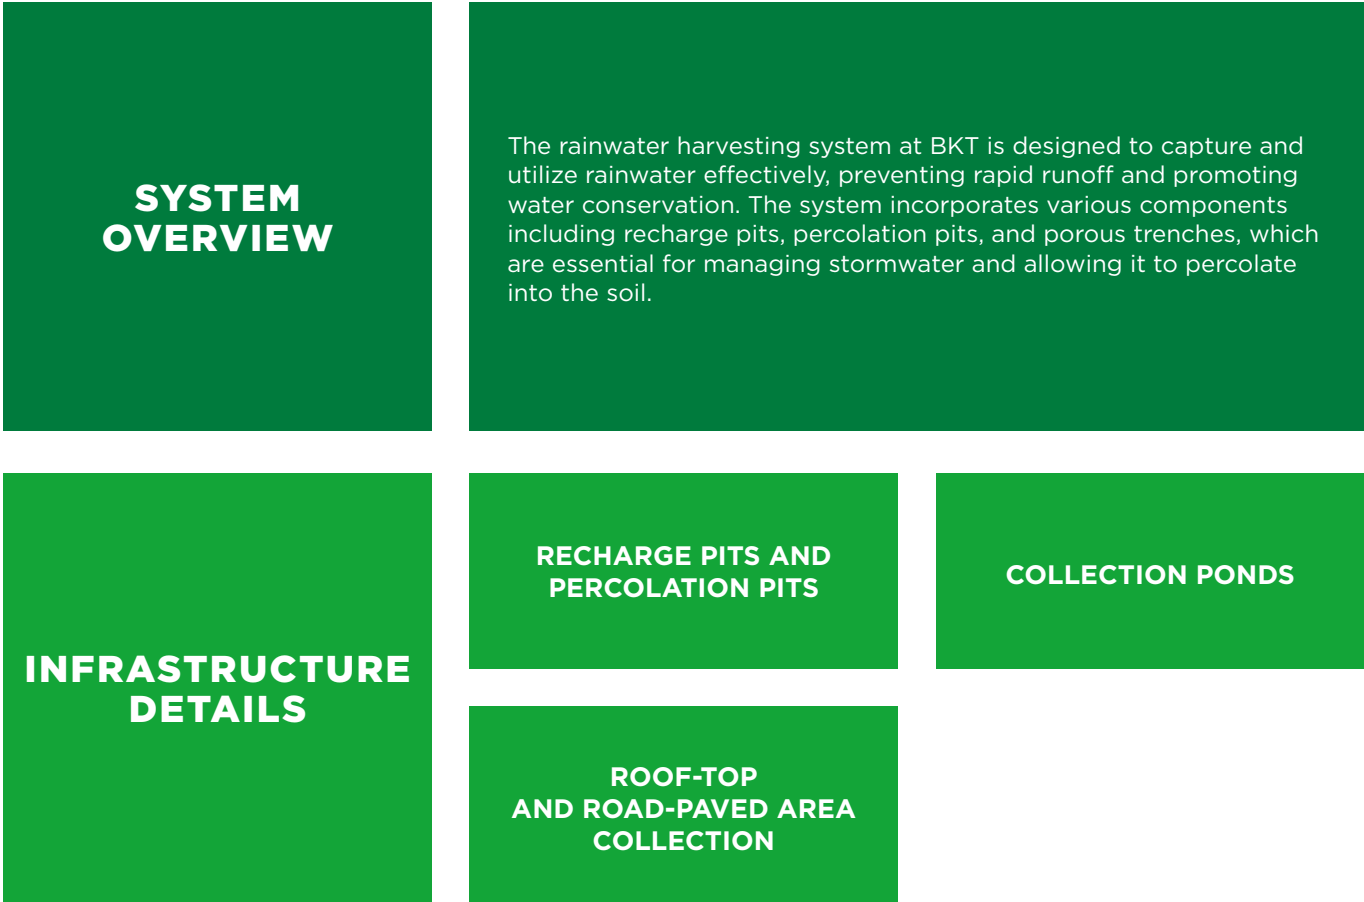 SYSTEM
OVERVIEW
The rainwater harvesting system at BKT is designed to capture and
utilize rainwater effectively, preventing rapid runoff and promoting
water conservation. The system incorporates various components
including recharge pits, percolation pits, and porous trenches, which
are essential for managing stormwater and allowing it to percolate
into the soil.
INFRASTRUCTURE
DETAILS
RECHARGE PITS AND
PERCOLATION PITS
COLLECTION PONDS
ROOF-TOP
AND ROAD-PAVED AREA
COLLECTION